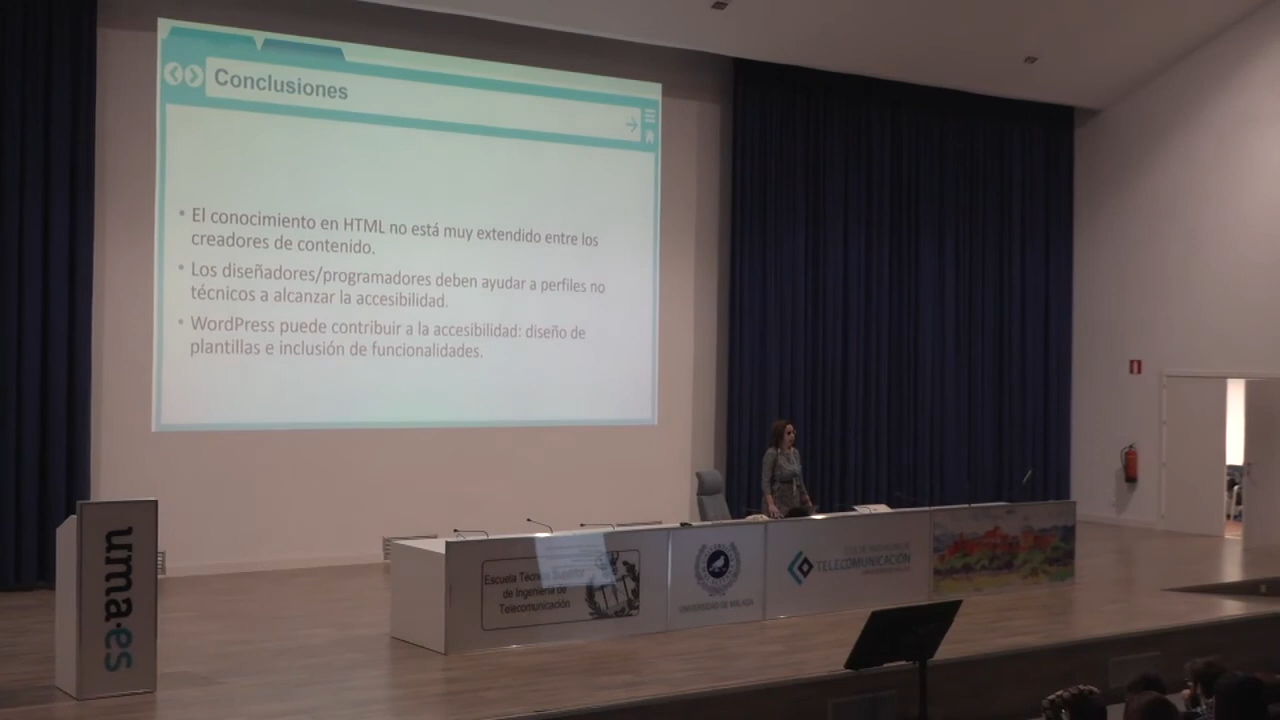 Conclusiones
• El conocimiento en HTML no está muy extendido entre los
creadores de contenido.
• Los diseñadores/programadores deben ayudar a perfiles no
técnicos a alcanzar la accesibilidad.
• WordPress puede contribuir a la accesibilidad: diseño de
plantillas e inclusión de funcionalidades.
uma.es
Escuela Técnica Superior
de Ingeniería de
Telecomunicación
UNIVERSIDAD DE MÁLAGA
TELECOMUNICACIÓN